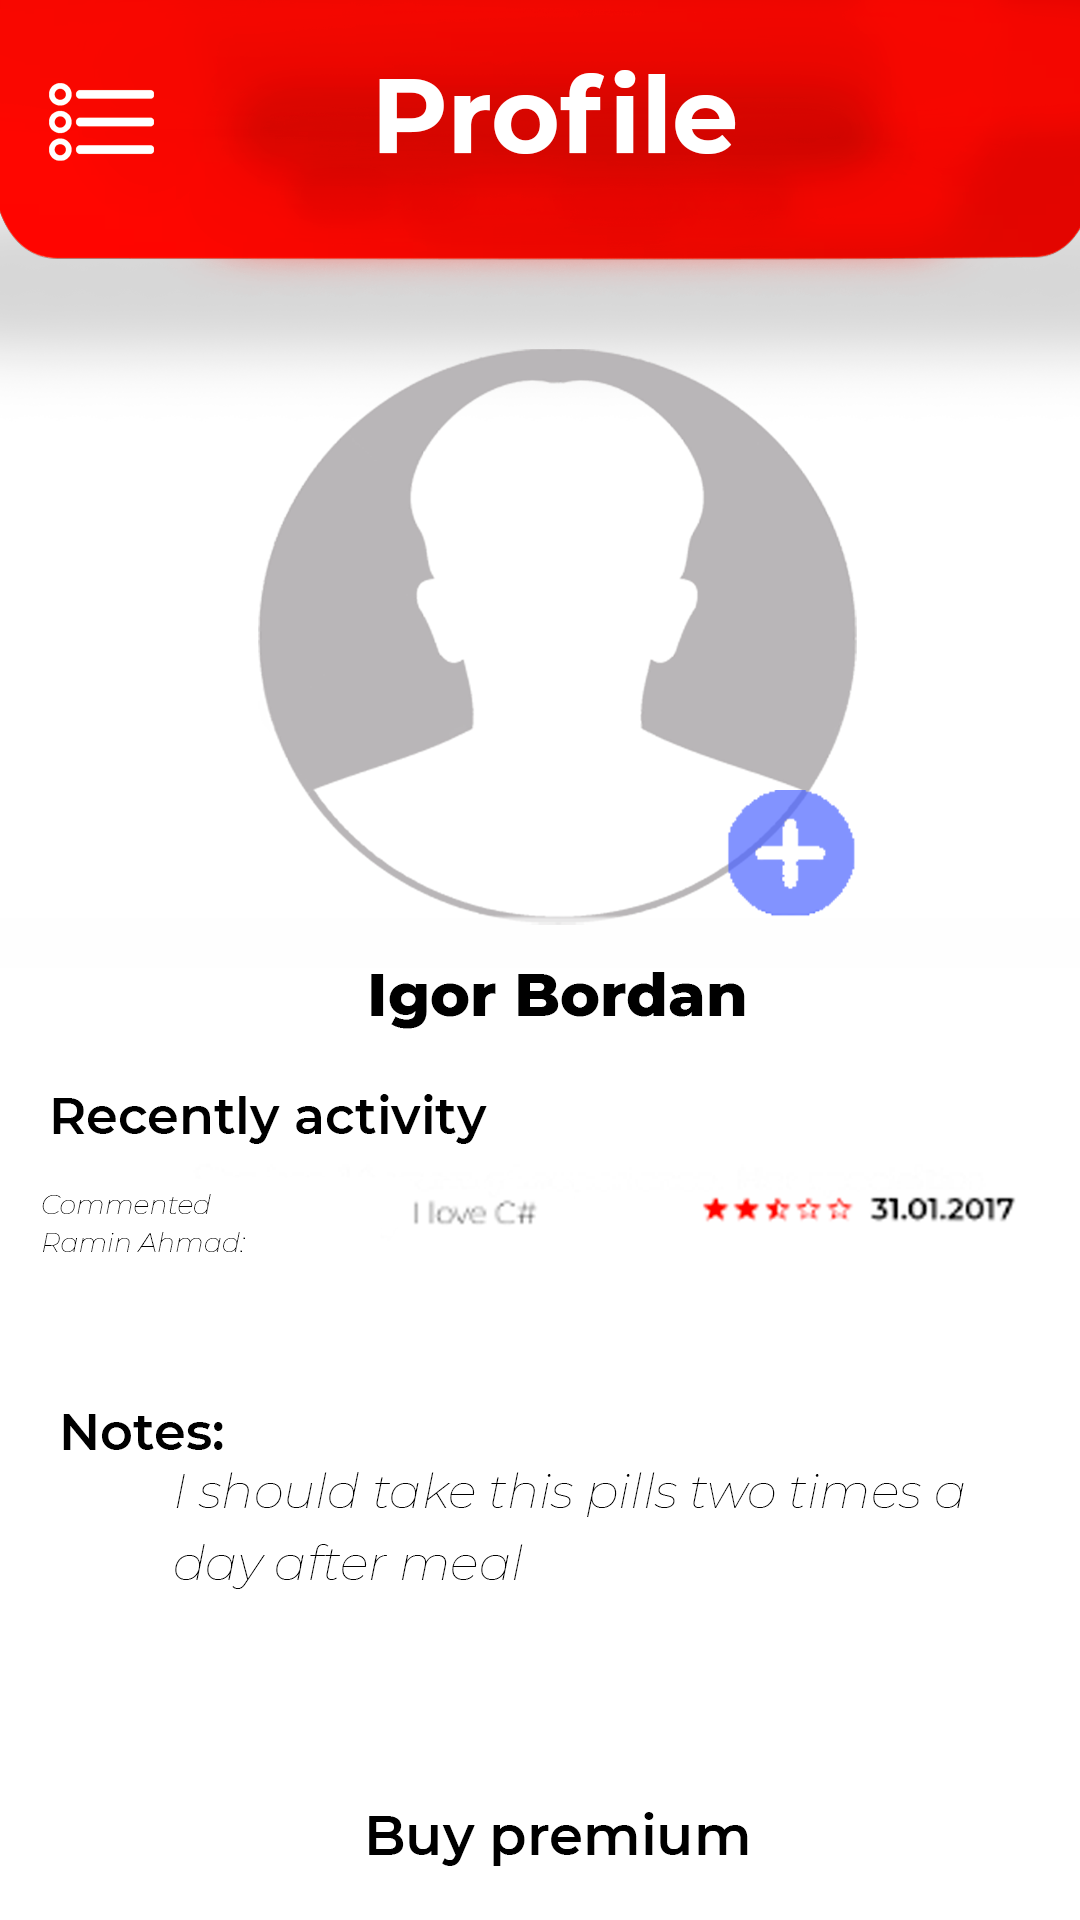 Profile
Igor Bordan
Recently activity
Commented
Ramin Ahmad:
I love C#
31.01.2017
Notes:
I should take this pills two times a
day after meal
Buy premium